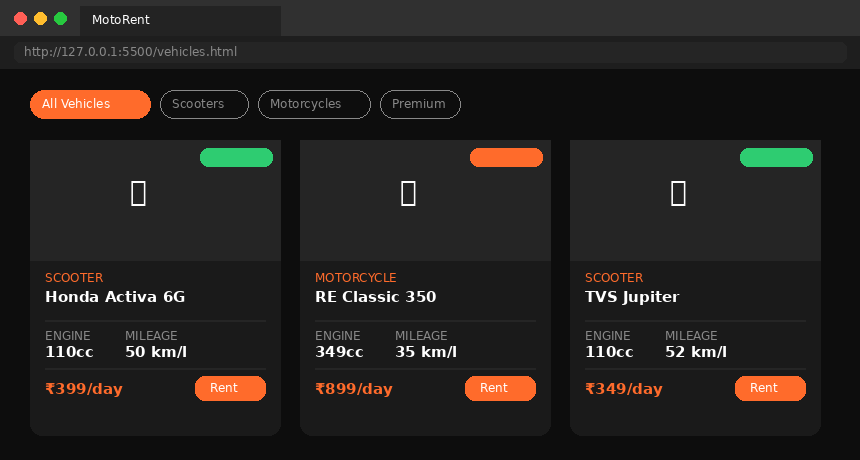 MotoRent
http://127.0.0.1:5500/vehicles.html
All Vehicles Scooters Motorcycles Premium
SCOOTER
Honda Activa 6G
ENGINE MILEAGE
110cc 50 km/l
₹399/day Rent
MOTORCYCLE
RE Classic 350
ENGINE MILEAGE
349cc 35 km/l
₹899/day Rent
SCOOTER
TVS Jupiter
ENGINE MILEAGE
110cc 52 km/l
₹349/day Rent